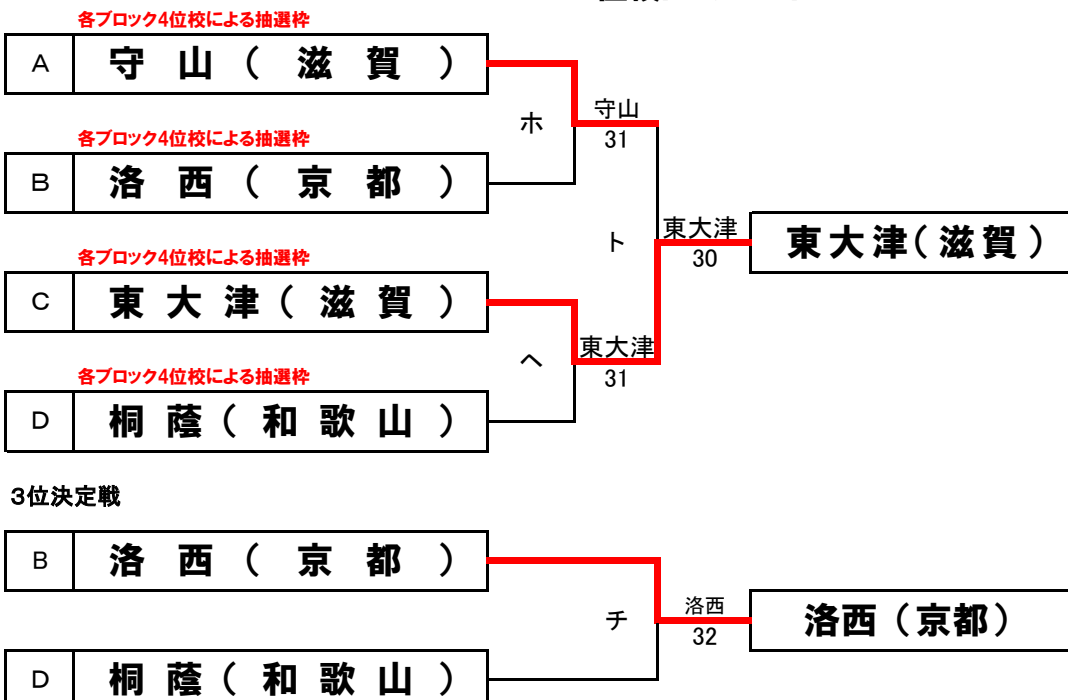 各ブロック4位校による抽選枠
A 守山(滋賀)
ホ
守山
31
各ブロック4位校による抽選枠
B 洛西(京都)
ト
東大津
30
東大津(滋賀)
各ブロック4位校による抽選枠
C 東大津(滋賀)
ヘ
東大津
31
各ブロック4位校による抽選枠
D 桐蔭(和歌山)
3位決定戦
B 洛西(京都)
チ
洛西
32
洛西(京都)
D 桐蔭(和歌山)